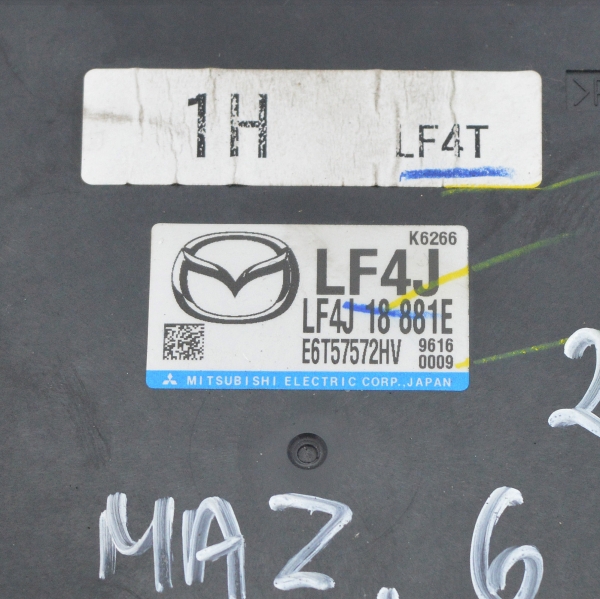 1H LF4T
K6266
LF4J
LF4J 18 881E
E6T57572HV 9616
0009
MITSUBISHI ELECTRIC CORP., JAPAN
2
MAZ. 6